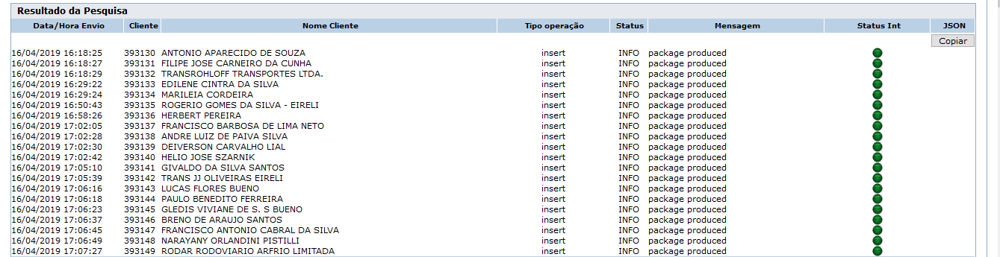 Resultado da Pesquisa
Data/Hora Envio Cliente Nome Cliente Tipo operação Status Mensagem Status Int JSON
Copiar
16/04/2019 16:18:25 393130 ANTONIO APARECIDO DE SOUZA insert INFO package produced
16/04/2019 16:18:27 393131 FILIPE JOSE CARNEIRO DA CUNHA insert INFO package produced
16/04/2019 16:18:29 393132 TRANSROHLOFF TRANSPORTES LTDA. insert INFO package produced
16/04/2019 16:29:22 393133 EDILENE CINTRA DA SILVA insert INFO package produced
16/04/2019 16:29:24 393134 MARILEIA CORDEIRA insert INFO package produced
16/04/2019 16:50:43 393135 ROGERIO GOMES DA SILVA - EIRELI insert INFO package produced
16/04/2019 16:58:26 393136 HERBERT PEREIRA insert INFO package produced
16/04/2019 17:02:05 393137 FRANCISCO BARBOSA DE LIMA NETO insert INFO package produced
16/04/2019 17:02:28 393138 ANDRE LUIZ DE PAIVA SILVA insert INFO package produced
16/04/2019 17:02:30 393139 DEIVERSON CARVALHO LIAL insert INFO package produced
16/04/2019 17:02:42 393140 HELIO JOSE SZARNIK insert INFO package produced
16/04/2019 17:05:10 393141 GIVALDO DA SILVA SANTOS insert INFO package produced
16/04/2019 17:05:39 393142 TRANS JJ OLIVEIRAS EIRELI insert INFO package produced
16/04/2019 17:06:16 393143 LUCAS FLORES BUENO insert INFO package produced
16/04/2019 17:06:18 393144 PAULO BENEDITO FERREIRA insert INFO package produced
16/04/2019 17:06:23 393145 GLEDIS VIVIANE DE S. S BUENO insert INFO package produced
16/04/2019 17:06:37 393146 BRENO DE ARAUJO SANTOS insert INFO package produced
16/04/2019 17:06:45 393147 FRANCISCO ANTONIO CABRAL DA SILVA insert INFO package produced
16/04/2019 17:06:49 393148 NARAYANY ORLANDINI PISTILLI insert INFO package produced
16/04/2019 17:07:27 393149 RODAR RODOVIARIO ARFRIO LIMITADA insert INFO package produced